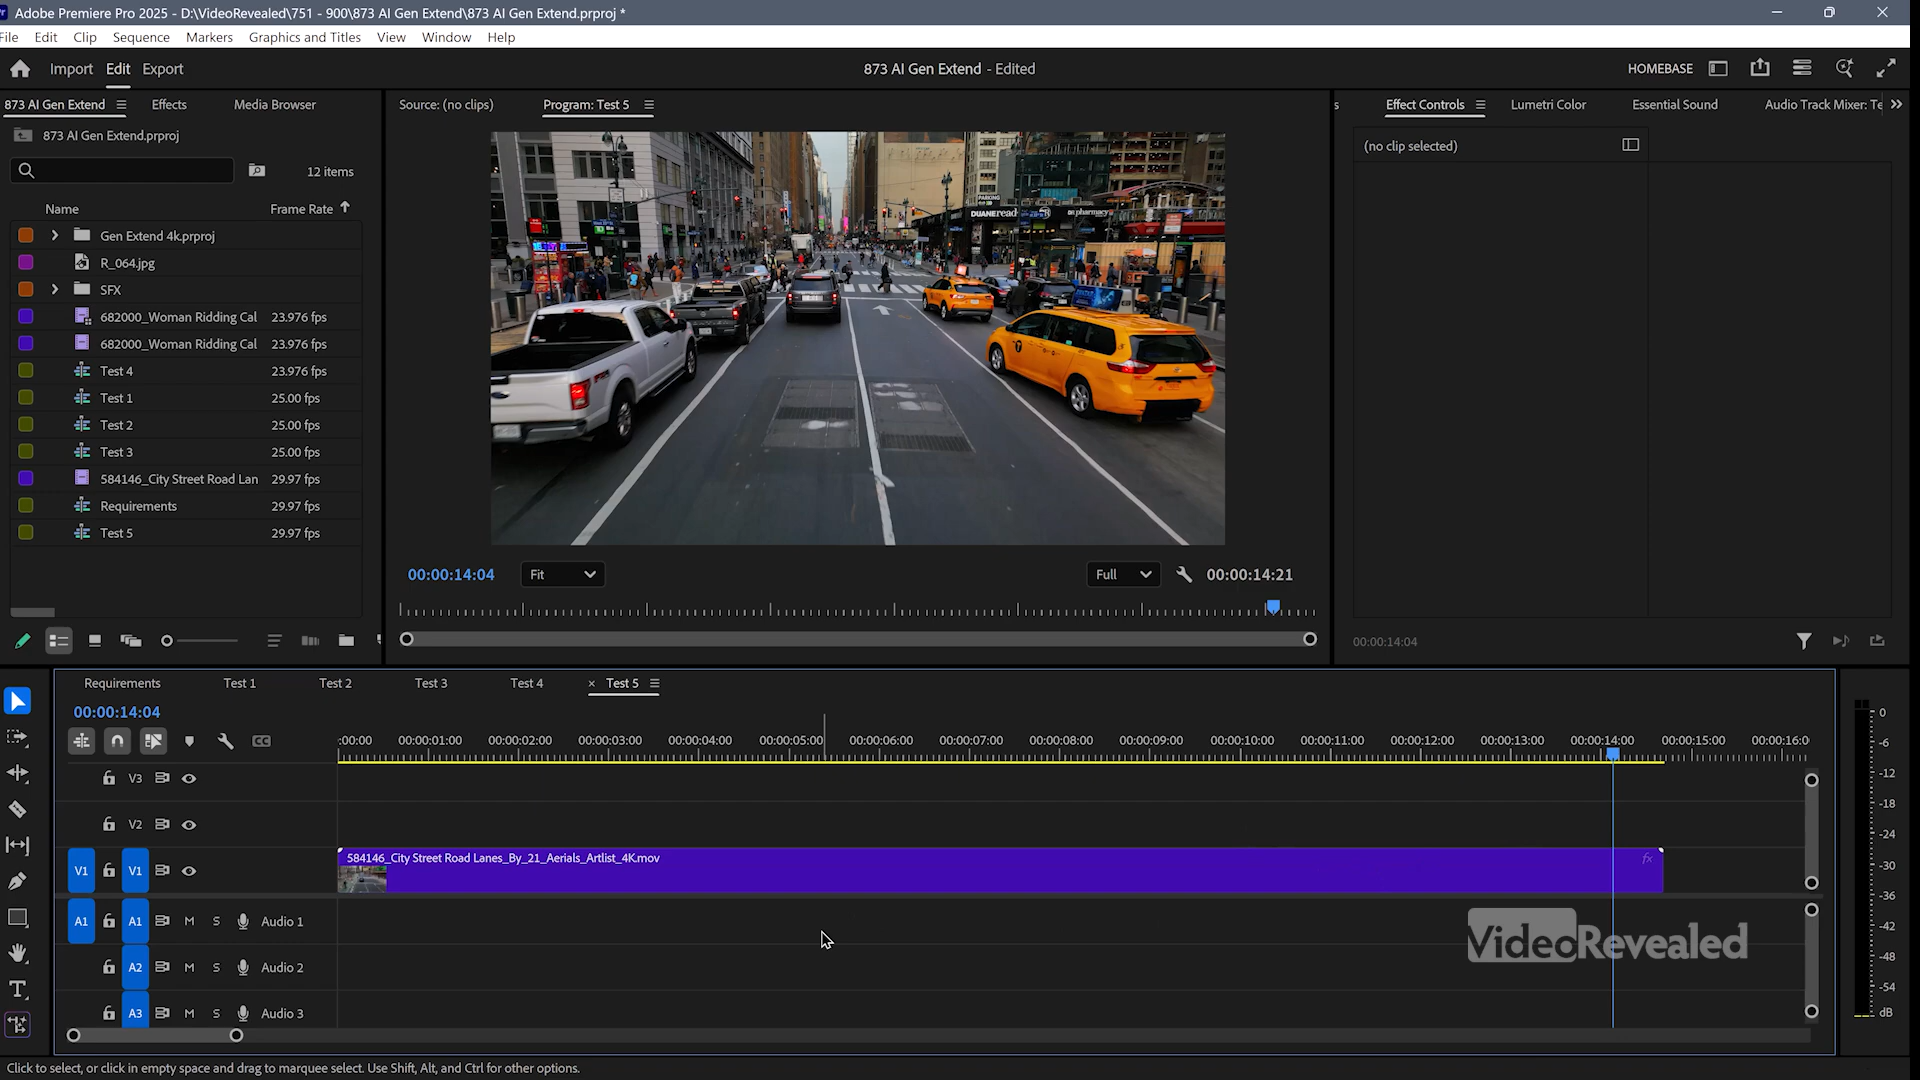 Adobe Premiere Pro 2025 - D:\VideoRevealed\751 - 900\873 AI Gen Extend\873 AI Gen Extend.prproj *
File Edit Clip Sequence Markers Graphics and Titles View Window Help
Import Edit Export
873 AI Gen Extend - Edited
HOMEBASE
873 AI Gen Extend Effects Media Browser
Source: (no clips) Program: Test 5
Effect Controls Lumetri Color Essential Sound Audio Track Mixer: Te
873 AI Gen Extend.prproj
(no clip selected)
12 items
Name Frame Rate
Gen Extend 4k.prproj
R_064.jpg
SFX
682000_Woman Ridding Cal 23.976 fps
682000_Woman Ridding Cal 23.976 fps
Test 4 23.976 fps
Test 1 25.00 fps
Test 2 25.00 fps
Test 3 25.00 fps
584146_City Street Road Lan 29.97 fps
Requirements 29.97 fps
Test 5 29.97 fps
PARKING
DUANEread
pharmacy
00:00:14:04 Fit Full 00:00:14:21
00:00:14:04
Requirements Test 1 Test 2 Test 3 Test 4 × Test 5
00:00:14:04
:00:00 00:00:01:00 00:00:02:00 00:00:03:00 00:00:04:00 00:00:05:00 00:00:06:00 00:00:07:00 00:00:08:00 00:00:09:00 00:00:10:00 00:00:11:00 00:00:12:00 00:00:13:00 00:00:14:00 00:00:15:00 00:00:16:0
CC
V3
V2
V1 V1
584146_City Street Road Lanes_By_21_Aerials_Artlist_4K.mov fx
A1 A1 M S Audio 1
A2 M S Audio 2
A3 M S Audio 3
VideoRevealed
0
-6
-12
-18
-24
-30
-36
-42
-48
-54
dB
Click to select, or click in empty space and drag to marquee select. Use Shift, Alt, and Ctrl for other options.